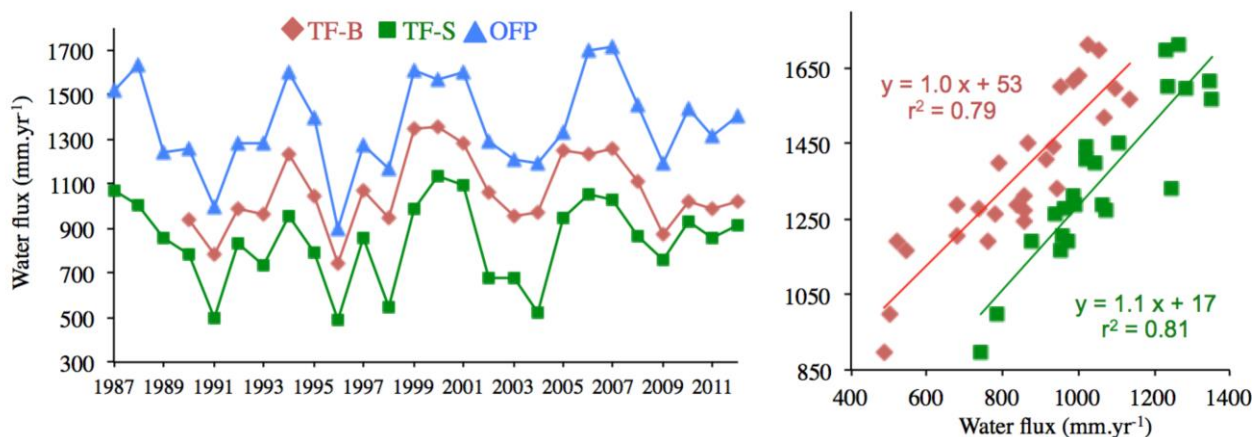 TF-B TF-S OFP
Water flux (mm.yr⁻¹)
1700
1500
1300
1100
900
700
500
300
1987 1989 1991 1993 1995 1997 1999 2001 2003 2005 2007 2009 2011
1650
1450
1250
1050
850
y = 1.0 x + 53
r² = 0.79
y = 1.1 x + 17
r² = 0.81
400 600 800 1000 1200 1400
Water flux (mm.yr⁻¹)